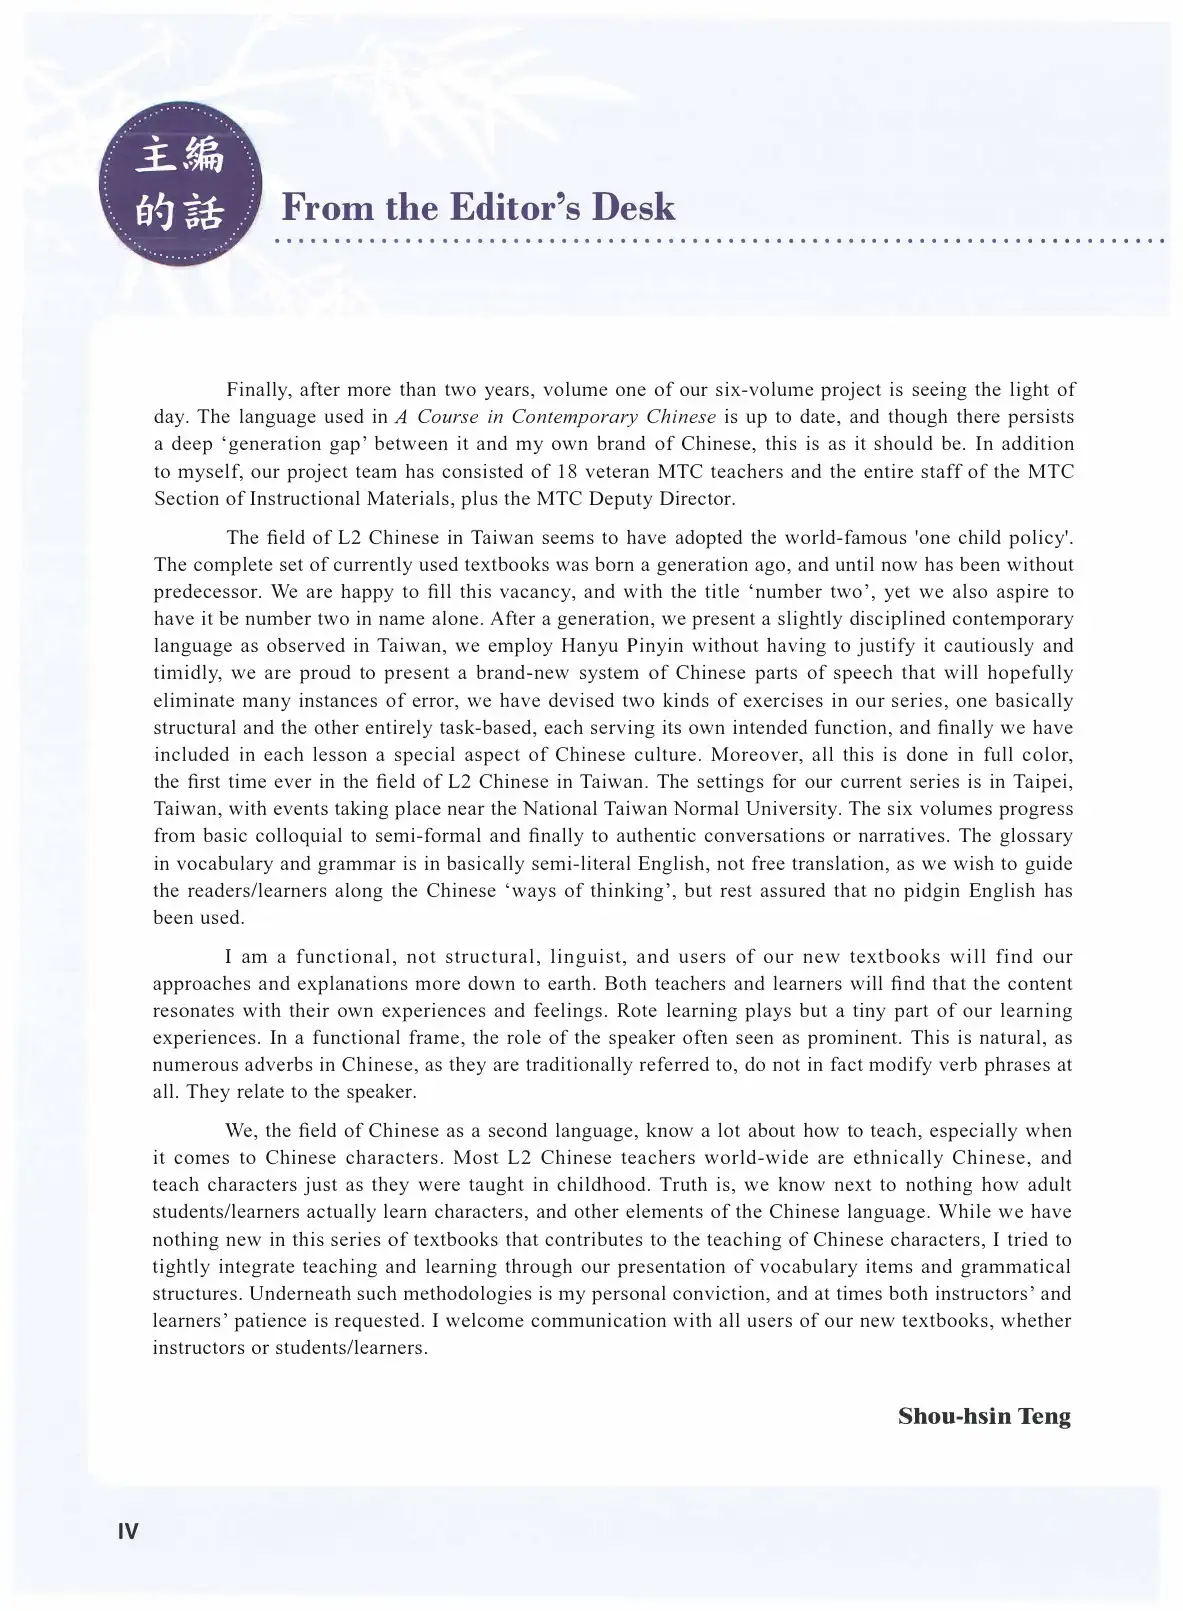 主編
的話
From the Editor’s Desk
Finally, after more than two years, volume one of our six-volume project is seeing the light of
day. The language used in A Course in Contemporary Chinese is up to date, and though there persists
a deep ‘generation gap’ between it and my own brand of Chinese, this is as it should be. In addition
to myself, our project team has consisted of 18 veteran MTC teachers and the entire staff of the MTC
Section of Instructional Materials, plus the MTC Deputy Director.
The field of L2 Chinese in Taiwan seems to have adopted the world-famous 'one child policy'.
The complete set of currently used textbooks was born a generation ago, and until now has been without
predecessor. We are happy to fill this vacancy, and with the title ‘number two’, yet we also aspire to
have it be number two in name alone. After a generation, we present a slightly disciplined contemporary
language as observed in Taiwan, we employ Hanyu Pinyin without having to justify it cautiously and
timidly, we are proud to present a brand-new system of Chinese parts of speech that will hopefully
eliminate many instances of error, we have devised two kinds of exercises in our series, one basically
structural and the other entirely task-based, each serving its own intended function, and finally we have
included in each lesson a special aspect of Chinese culture. Moreover, all this is done in full color,
the first time ever in the field of L2 Chinese in Taiwan. The settings for our current series is in Taipei,
Taiwan, with events taking place near the National Taiwan Normal University. The six volumes progress
from basic colloquial to semi-formal and finally to authentic conversations or narratives. The glossary
in vocabulary and grammar is in basically semi-literal English, not free translation, as we wish to guide
the readers/learners along the Chinese ‘ways of thinking’, but rest assured that no pidgin English has
been used.
I am a functional, not structural, linguist, and users of our new textbooks will find our
approaches and explanations more down to earth. Both teachers and learners will find that the content
resonates with their own experiences and feelings. Rote learning plays but a tiny part of our learning
experiences. In a functional frame, the role of the speaker often seen as prominent. This is natural, as
numerous adverbs in Chinese, as they are traditionally referred to, do not in fact modify verb phrases at
all. They relate to the speaker.
We, the field of Chinese as a second language, know a lot about how to teach, especially when
it comes to Chinese characters. Most L2 Chinese teachers world-wide are ethnically Chinese, and
teach characters just as they were taught in childhood. Truth is, we know next to nothing how adult
students/learners actually learn characters, and other elements of the Chinese language. While we have
nothing new in this series of textbooks that contributes to the teaching of Chinese characters, I tried to
tightly integrate teaching and learning through our presentation of vocabulary items and grammatical
structures. Underneath such methodologies is my personal conviction, and at times both instructors’ and
learners’ patience is requested. I welcome communication with all users of our new textbooks, whether
instructors or students/learners.
Shou-hsin Teng
IV